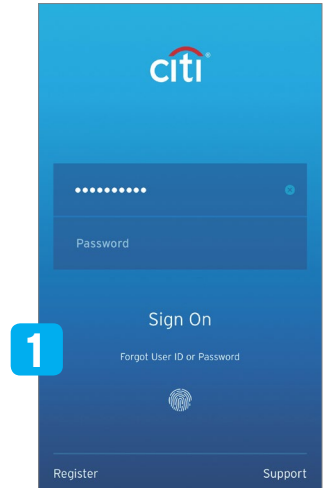 citi
••••••••••
Password
Sign On
1
Forgot User ID or Password
Register Support